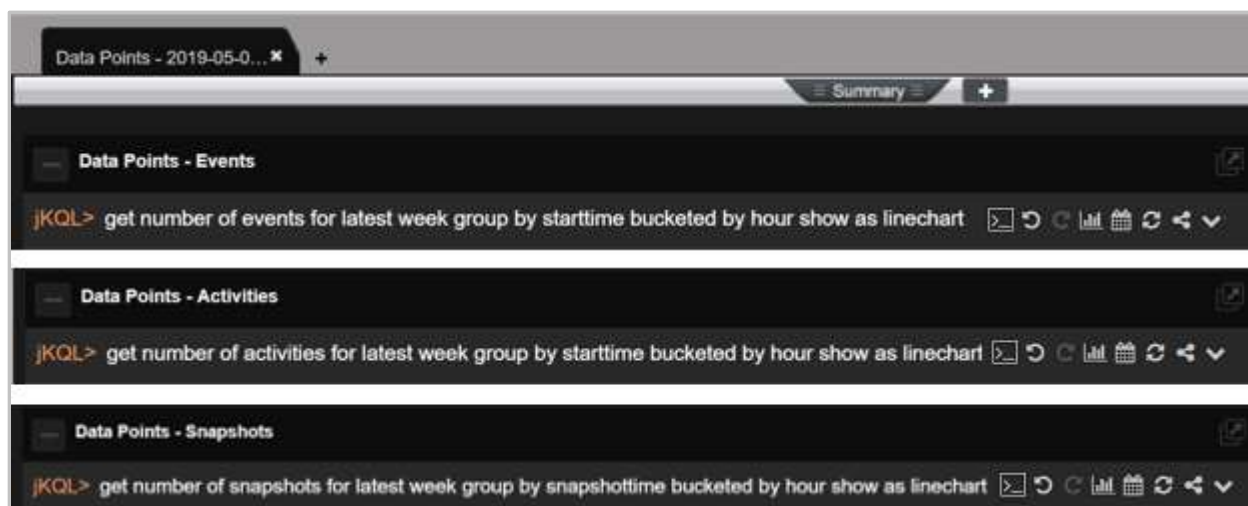 Data Points - 2019-05-0...
Summary
Data Points - Events
jKQL> get number of events for latest week group by starttime bucketed by hour show as linechart
Data Points - Activities
jKQL> get number of activities for latest week group by starttime bucketed by hour show as linechart
Data Points - Snapshots
jKQL> get number of snapshots for latest week group by snapshottime bucketed by hour show as linechart